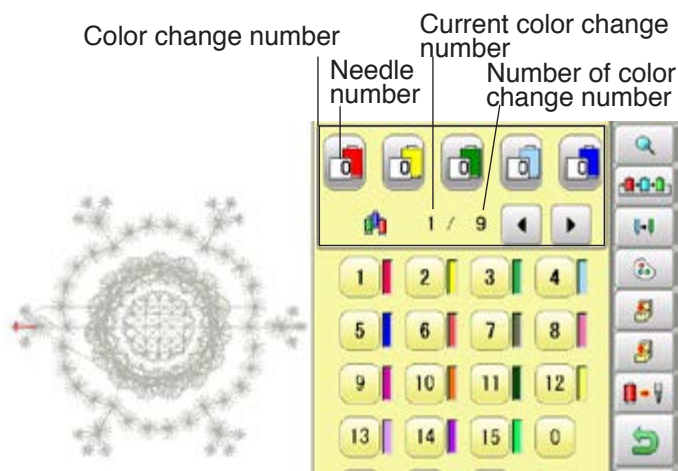 Color change number
Current color change
number
Needle
number
Number of color
change number
0 0 0 0 0
1 / 9
1 2 3 4
5 6 7 8
9 10 11 12
13 14 15 0